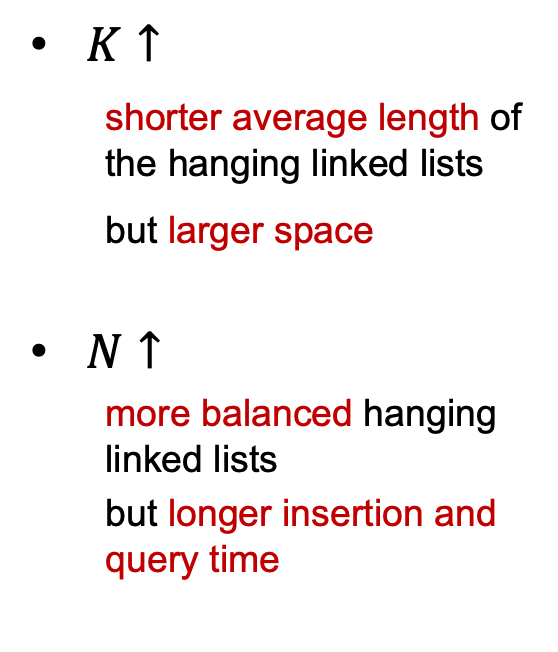 • K ↑
shorter average length of
the hanging linked lists
but larger space
• N ↑
more balanced hanging
linked lists
but longer insertion and
query time